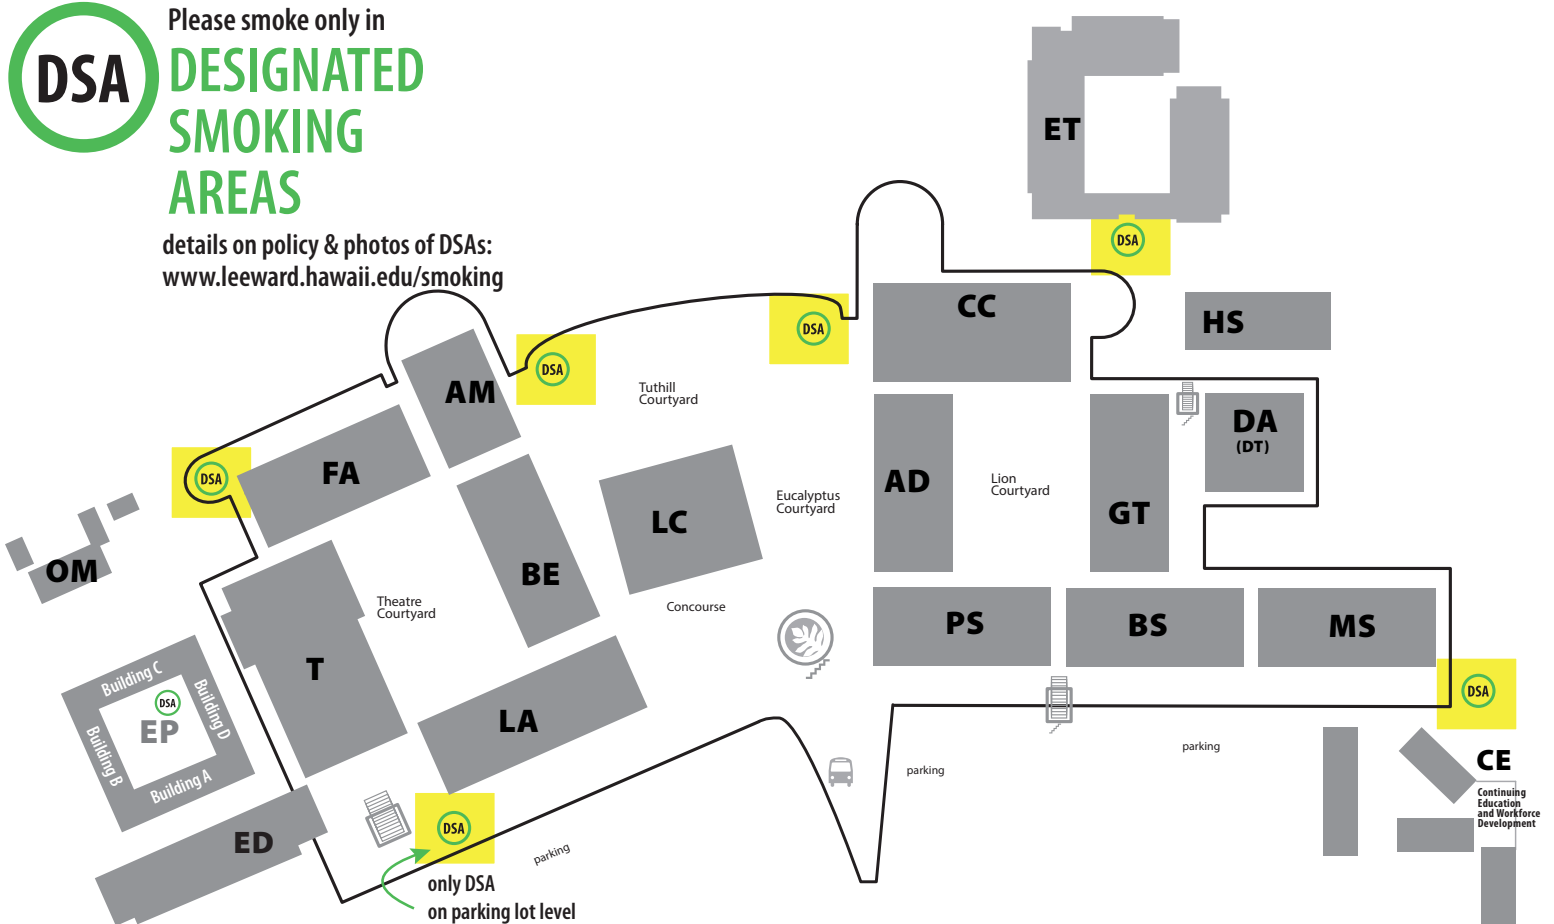 DSA
Please smoke only in
DESIGNATED
SMOKING
AREAS
details on policy & photos of DSAs:
www.leeward.hawaii.edu/smoking
ET
DSA
CC
HS
DSA
DSA
AM
Tuthill
Courtyard
DA
(DT)
FA
DSA
AD
Lion
Courtyard
GT
Eucalyptus
Courtyard
LC
OM
BE
Theatre
Courtyard
Concourse
PS
BS
MS
T
Building C
DSA
EP
Building D
Building B
Building A
LA
DSA
parking
parking
CE
Continuing
Education
and Workforce
Development
DSA
ED
parking
only DSA
on parking lot level